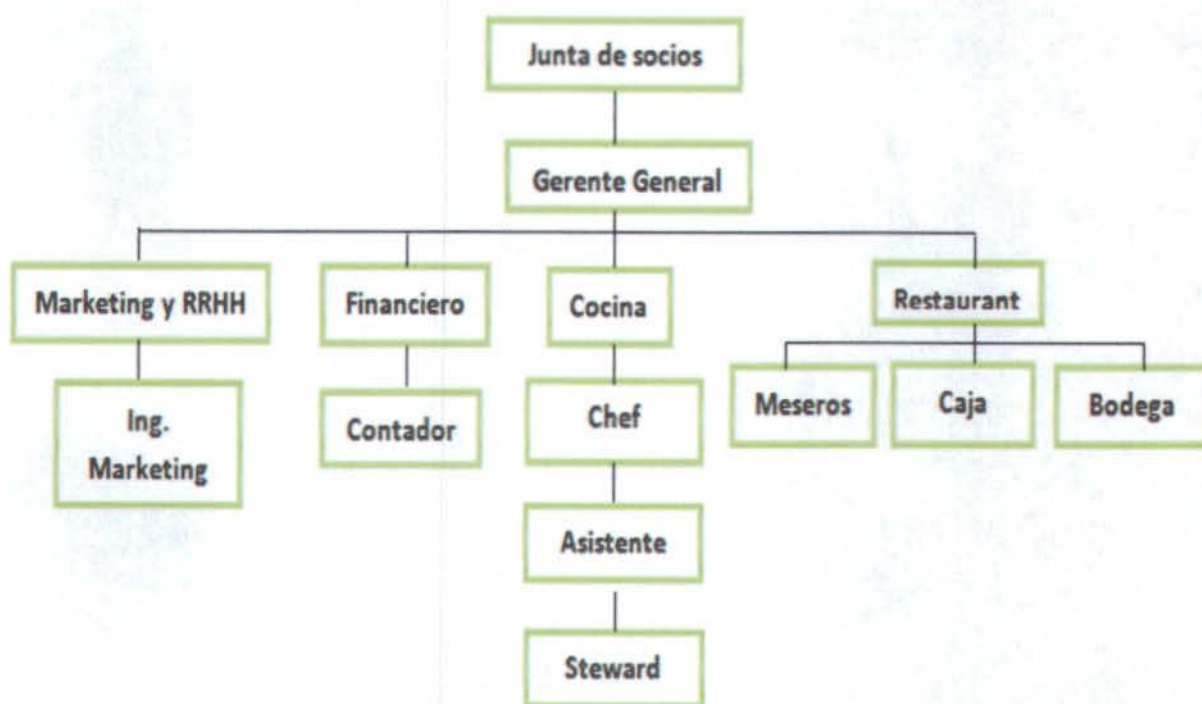 Junta de socios
Gerente General
Marketing y RRHH
Financiero
Cocina
Restaurant
Ing.
Marketing
Contador
Chef
Meseros
Caja
Bodega
Asistente
Steward